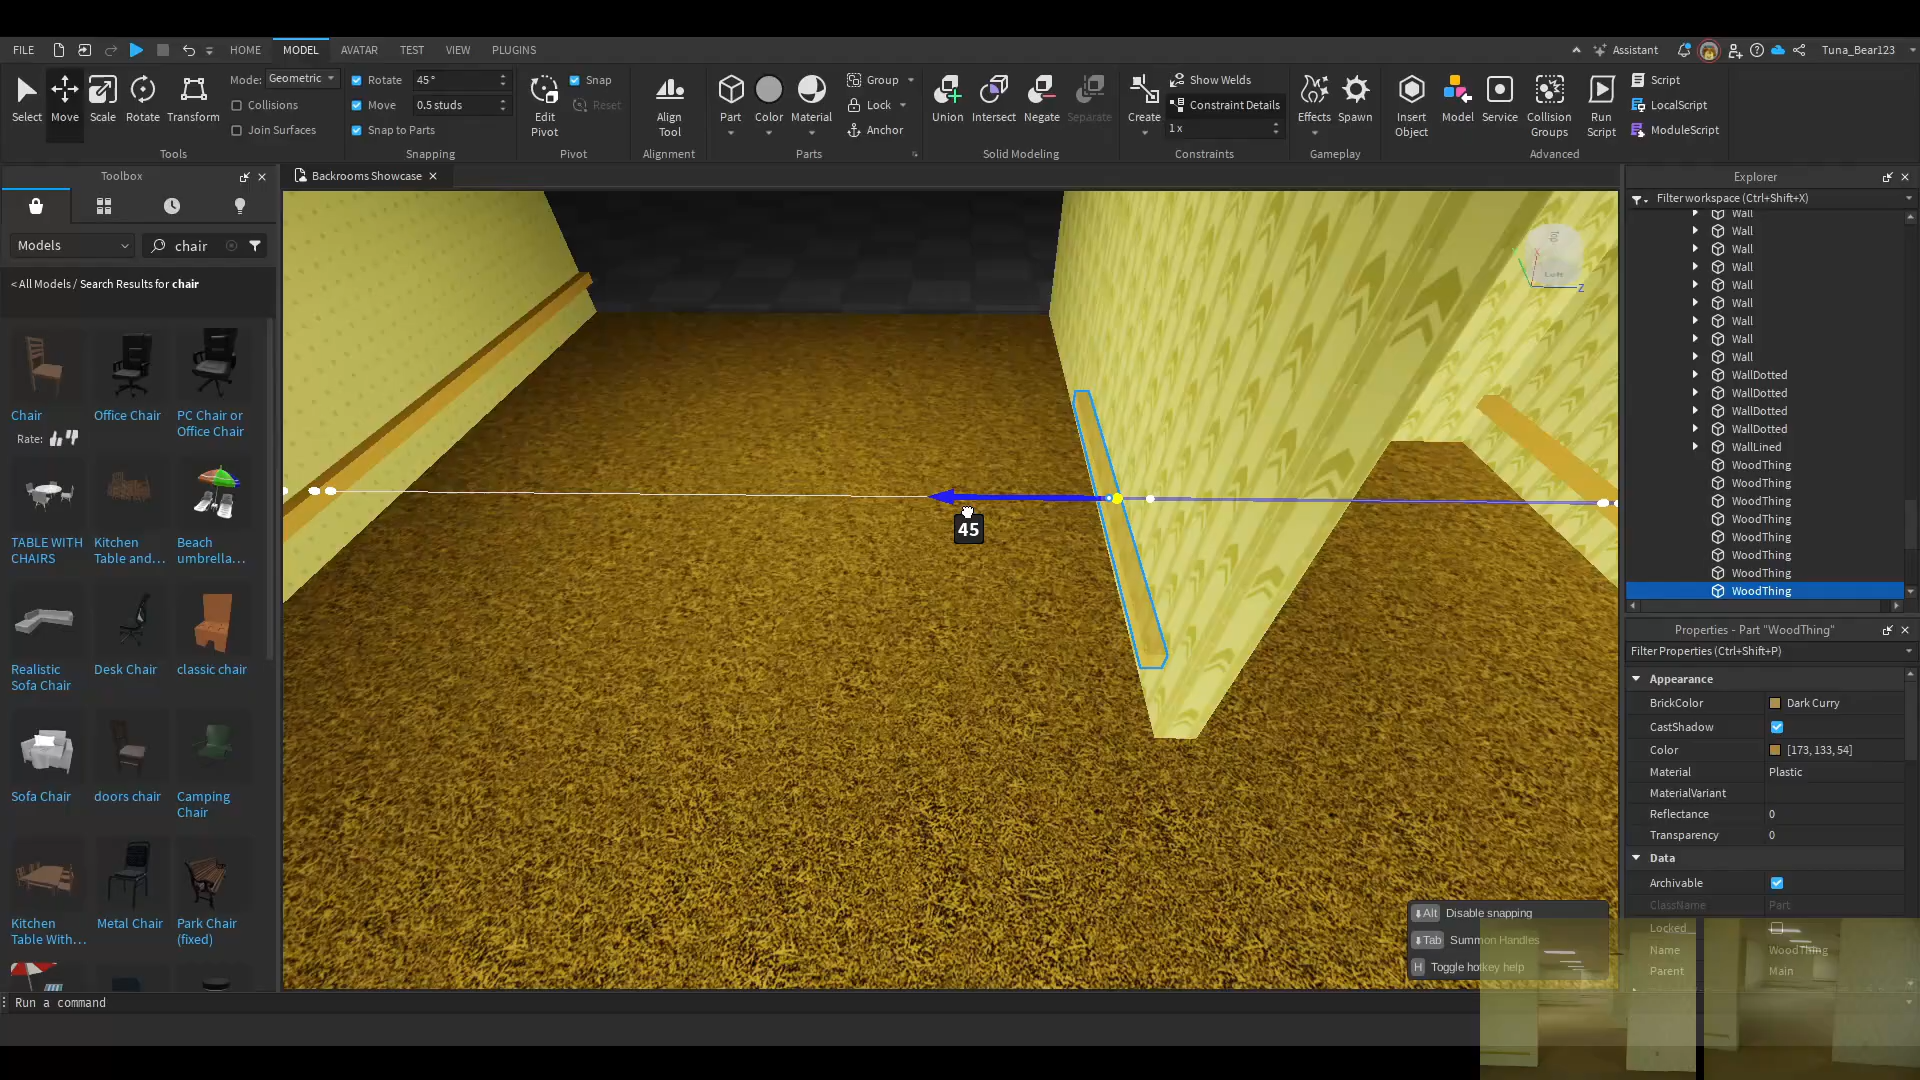 FILE HOME MODEL AVATAR TEST VIEW PLUGINS Assistant Tuna_Bear123
Select Move Scale Rotate Transform
Mode: Geometric
Collisions
Join Surfaces
Tools
Rotate 45°
Move 0.5 studs
Snap to Parts
Snapping
Edit Pivot
Snap
Reset
Pivot
Align Tool
Alignment
Part Color Material
Group
Lock
Anchor
Parts
Union Intersect Negate Separate
Solid Modeling
Create
Show Welds
Constraint Details
1 x
Constraints
Effects Spawn
Gameplay
Insert Object
Model
Service
Collision Groups
Run Script
Script
LocalScript
ModuleScript
Advanced
Toolbox
Models
chair
< All Models / Search Results for chair
Chair
Rate:
Office Chair
PC Chair or
Office Chair
TABLE WITH
CHAIRS
Kitchen
Table and...
Beach
umbrella...
Realistic
Sofa Chair
Desk Chair
classic chair
Sofa Chair
doors chair
Camping
Chair
Kitchen
Table With...
Metal Chair
Park Chair
(fixed)
Backrooms Showcase
Top
Left
X
Z
45
Alt Disable snapping
Tab Summon Handles
H Toggle hotkey help
Explorer
Filter workspace (Ctrl+Shift+X)
Wall
Wall
Wall
Wall
Wall
Wall
Wall
Wall
Wall
WallDotted
WallDotted
WallDotted
WallDotted
WallLined
WoodThing
WoodThing
WoodThing
WoodThing
WoodThing
WoodThing
WoodThing
WoodThing
Properties - Part "WoodThing"
Filter Properties (Ctrl+Shift+P)
Appearance
BrickColor Dark Curry
CastShadow
Color [173, 133, 54]
Material Plastic
MaterialVariant
Reflectance 0
Transparency 0
Data
Archivable
ClassName Part
Locked
Name WoodThing
Parent Main
Run a command